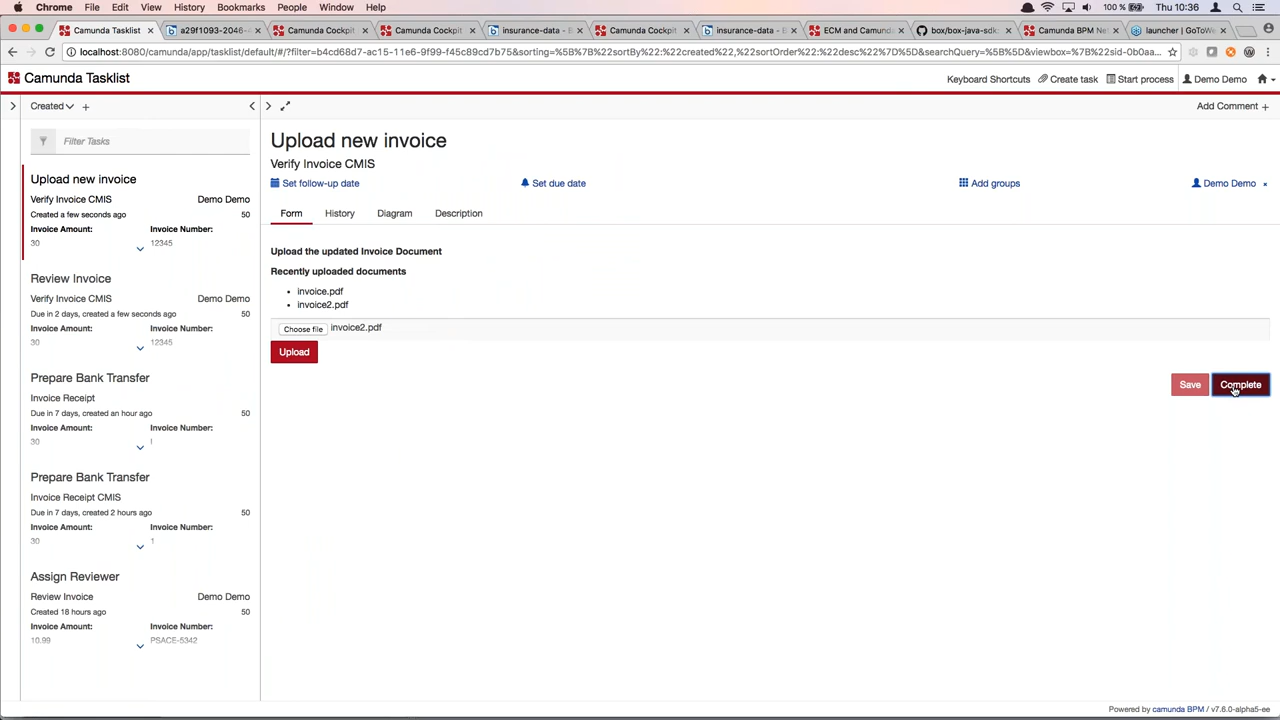 Chrome File Edit View History Bookmarks People Window Help 100 % Thu 10:36
Camunda Tasklist a29f1093-2046- Camunda Cockpit Camunda Cockpit insurance-data - B Camunda Cockpit insurance-data - B ECM and Camund box/box-java-sdk: Camunda BPM Ne launcher | GoToWe
localhost:8080/camunda/app/tasklist/default/#/?filter=b4cd68d7-ac15-11e6-9f99-f45c89cd7b75&sorting=%5B%7B%22sortBy%22:%22created%22,%22sortOrder%22:%22desc%22%7D%5D&searchQuery=%5B%5D&viewbox=%7B%22sid-0b0aa...
Camunda Tasklist Keyboard Shortcuts Create task Start process Demo Demo
Created + Add Comment +
Filter Tasks
Upload new invoice
Verify Invoice CMIS Demo Demo
Created a few seconds ago 50
Invoice Amount: Invoice Number:
30 12345
Review Invoice
Verify Invoice CMIS Demo Demo
Due in 2 days, created a few seconds ago 50
Invoice Amount: Invoice Number:
30 12345
Prepare Bank Transfer
Invoice Receipt
Due in 7 days, created an hour ago 50
Invoice Amount: Invoice Number:
30
Prepare Bank Transfer
Invoice Receipt CMIS
Due in 7 days, created 2 hours ago 50
Invoice Amount: Invoice Number:
30 1
Assign Reviewer
Review Invoice Demo Demo
Created 18 hours ago 50
Invoice Amount: Invoice Number:
10.99 PSACE-5342
Upload new invoice
Verify Invoice CMIS
Set follow-up date Set due date Add groups Demo Demo ×
Form History Diagram Description
Upload the updated Invoice Document
Recently uploaded documents
• invoice.pdf
• invoice2.pdf
Choose file invoice2.pdf
Upload
Save Complete
Powered by camunda BPM / v7.6.0-alpha5-ee